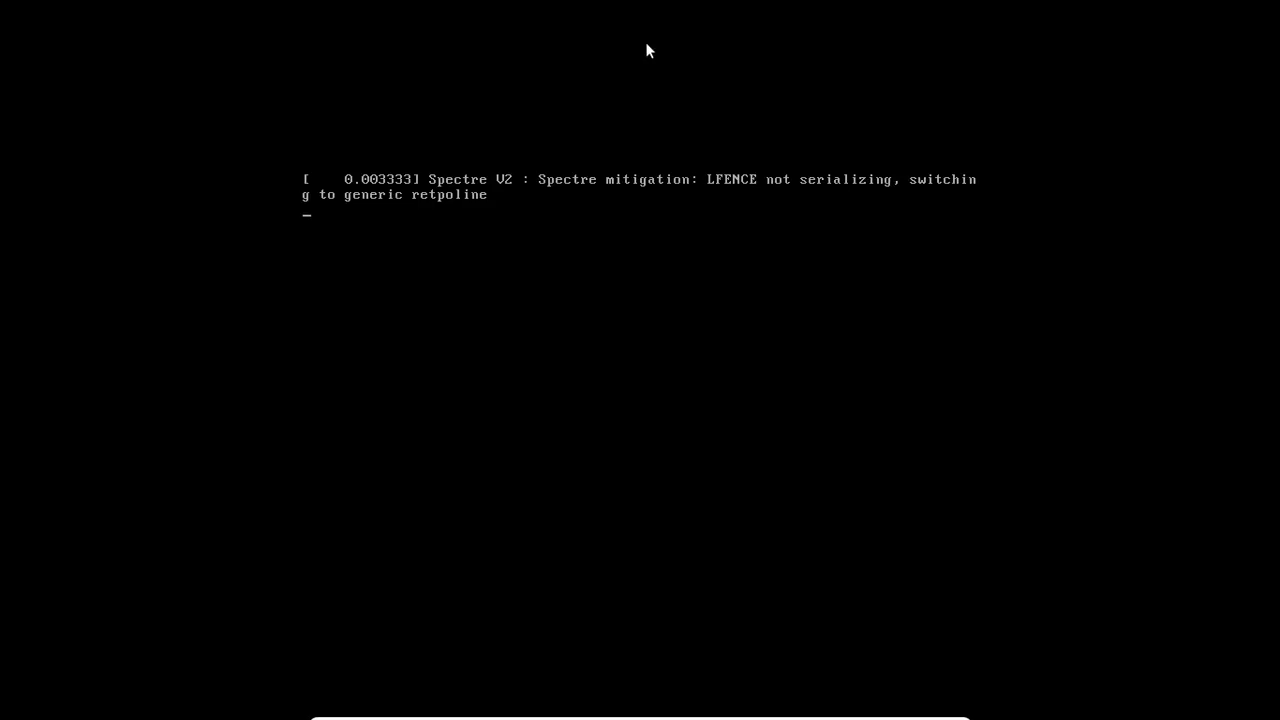 [    0.003333] Spectre V2 : Spectre mitigation: LFENCE not serializing, switchin
g to generic retpoline
_